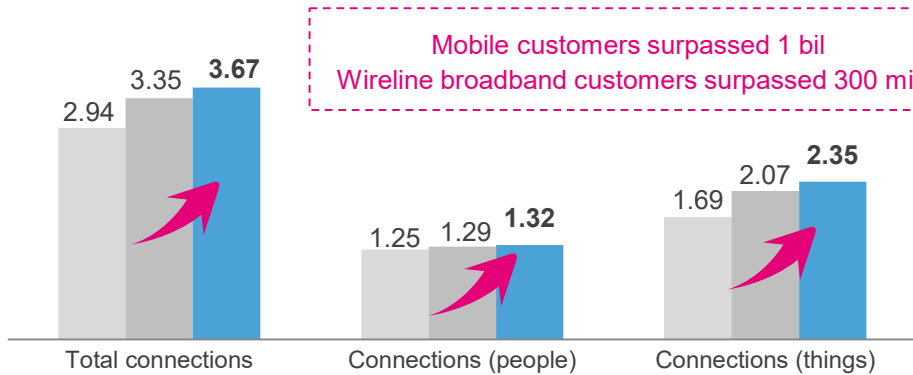 Mobile customers surpassed 1 bil
Wireline broadband customers surpassed 300 mi
2.94
3.35
3.67
1.25
1.29
1.32
1.69
2.07
2.35
Total connections
Connections (people)
Connections (things)